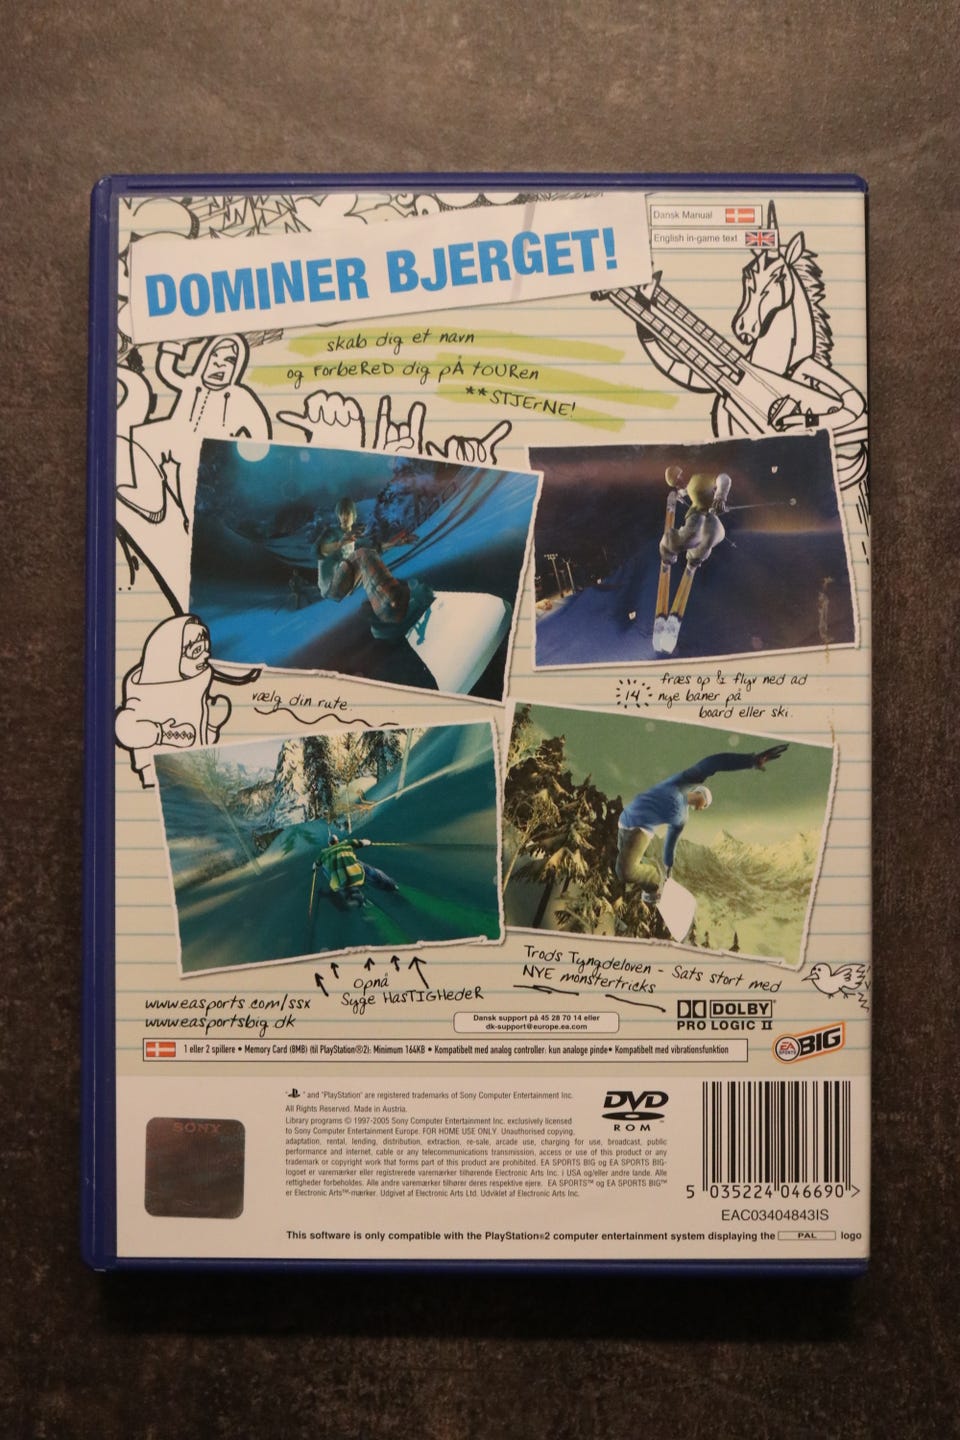 Dansk Manual
English in-game text
DOMINER BJERGET!
skab dig et navn
og ForbeReD dig pÅ toURen
**STJErNE!
vælg din rute.
fræs op & flyv ned ad
14 nye baner på
board eller ski.
opnå
Syge HasTIGHedeR
Trods Tyngdeloven - Sats stort med
NYE monstertricks
www.easports.com/ssx
www.easportsbig.dk
Dansk support på 45 28 70 14 eller
dk-support@europe.ea.com
DOLBY
PRO LOGIC II
EA SPORTS BIG
1 eller 2 spillere • Memory Card (8MB) (til PlayStation®2): Minimum 164KB • Kompatibelt med analog controller: kun analoge pinde • Kompatibelt med vibrationsfunktion
" " and "PlayStation" are registered trademarks of Sony Computer Entertainment Inc.
All Rights Reserved. Made in Austria.
Library programs © 1997-2005 Sony Computer Entertainment Inc. exclusively licensed
to Sony Computer Entertainment Europe. FOR HOME USE ONLY. Unauthorised copying,
adaptation, rental, lending, distribution, extraction, re-sale, arcade use, charging for use, broadcast, public
performance and internet, cable or any telecommunications transmission, access or use of this product or any
trademark or copyright work that forms part of this product are prohibited. EA SPORTS BIG og EA SPORTS BIG-
logoet er varemærker eller registrerede varemærker tilhørende Electronic Arts Inc. i USA og/eller andre lande. Alle
rettigheder forbeholdes. Alle andre varemærker tilhører deres respektive ejere. EA SPORTS™ og EA SPORTS BIG™
er Electronic Arts™-mærker. Udgivet af Electronic Arts Ltd. Udviklet af Electronic Arts Inc.
DVD
ROM
SONY
5 035224 046690 >
EAC03404843IS
This software is only compatible with the PlayStation®2 computer entertainment system displaying the PAL logo